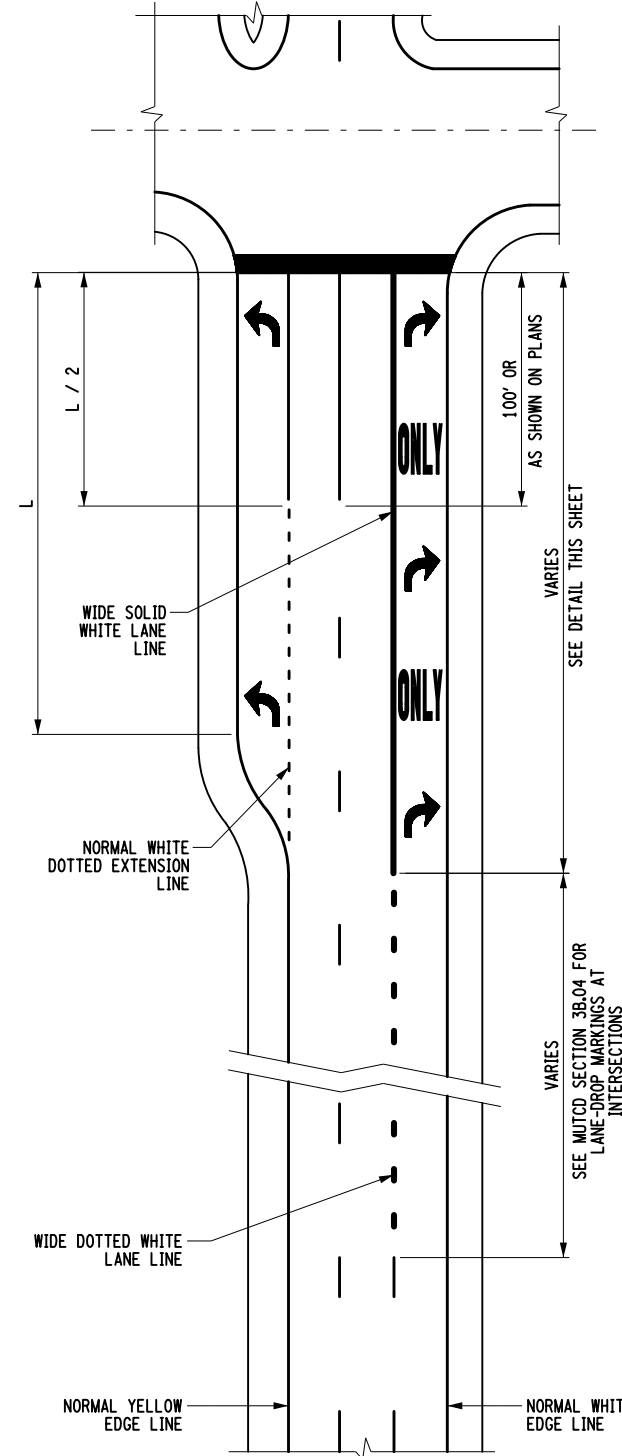 L / 2
L
100' OR
AS SHOWN ON PLANS
VARIES
SEE DETAIL THIS SHEET
ONLY
WIDE SOLID
WHITE LANE
LINE
ONLY
NORMAL WHITE
DOTTED EXTENSION
LINE
VARIES
SEE MUTCD SECTION 3B.04 FOR
LANE-DROP MARKINGS AT
INTERSECTIONS
WIDE DOTTED WHITE
LANE LINE
NORMAL YELLOW
EDGE LINE
NORMAL WHIT
EDGE LINE